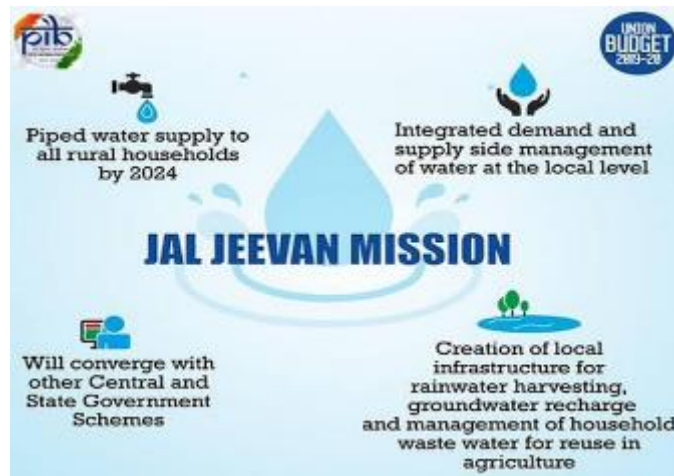 pib
UNION
BUDGET
2019-20
Piped water supply to
all rural households
by 2024
Integrated demand and
supply side management
of water at the local level
JAL JEEVAN MISSION
Will converge with
other Central and
State Government
Schemes
Creation of local
infrastructure for
rainwater harvesting,
groundwater recharge
and management of household
waste water for reuse in
agriculture